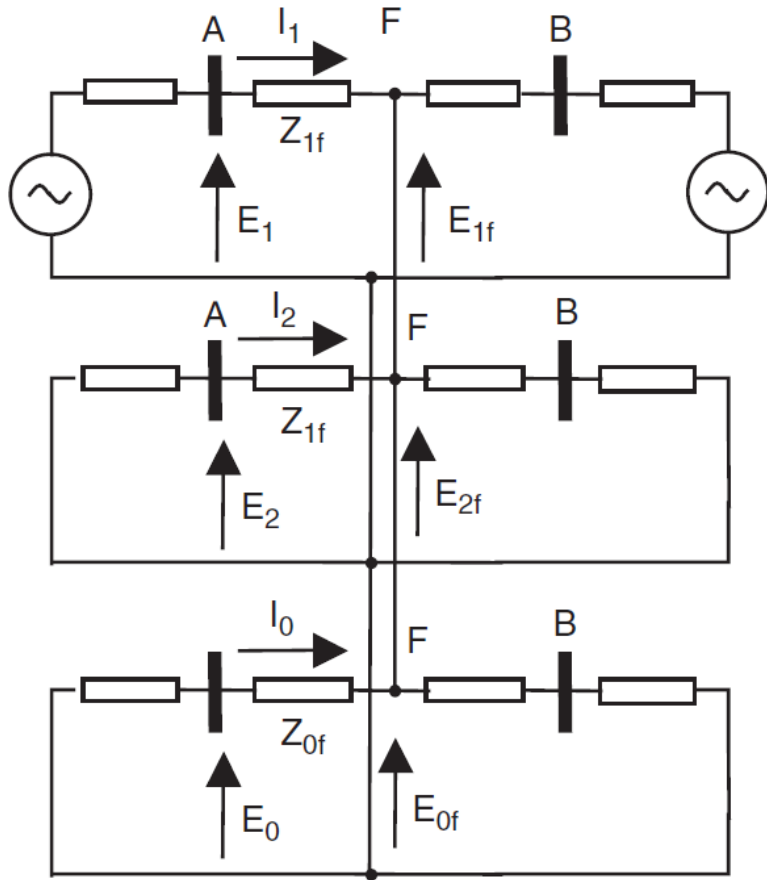 A I₁ F B
Z₁f
E₁ E₁f
A I₂ F B
Z₁f
E₂ E₂f
I₀ F B
Z₀f
E₀ E₀f